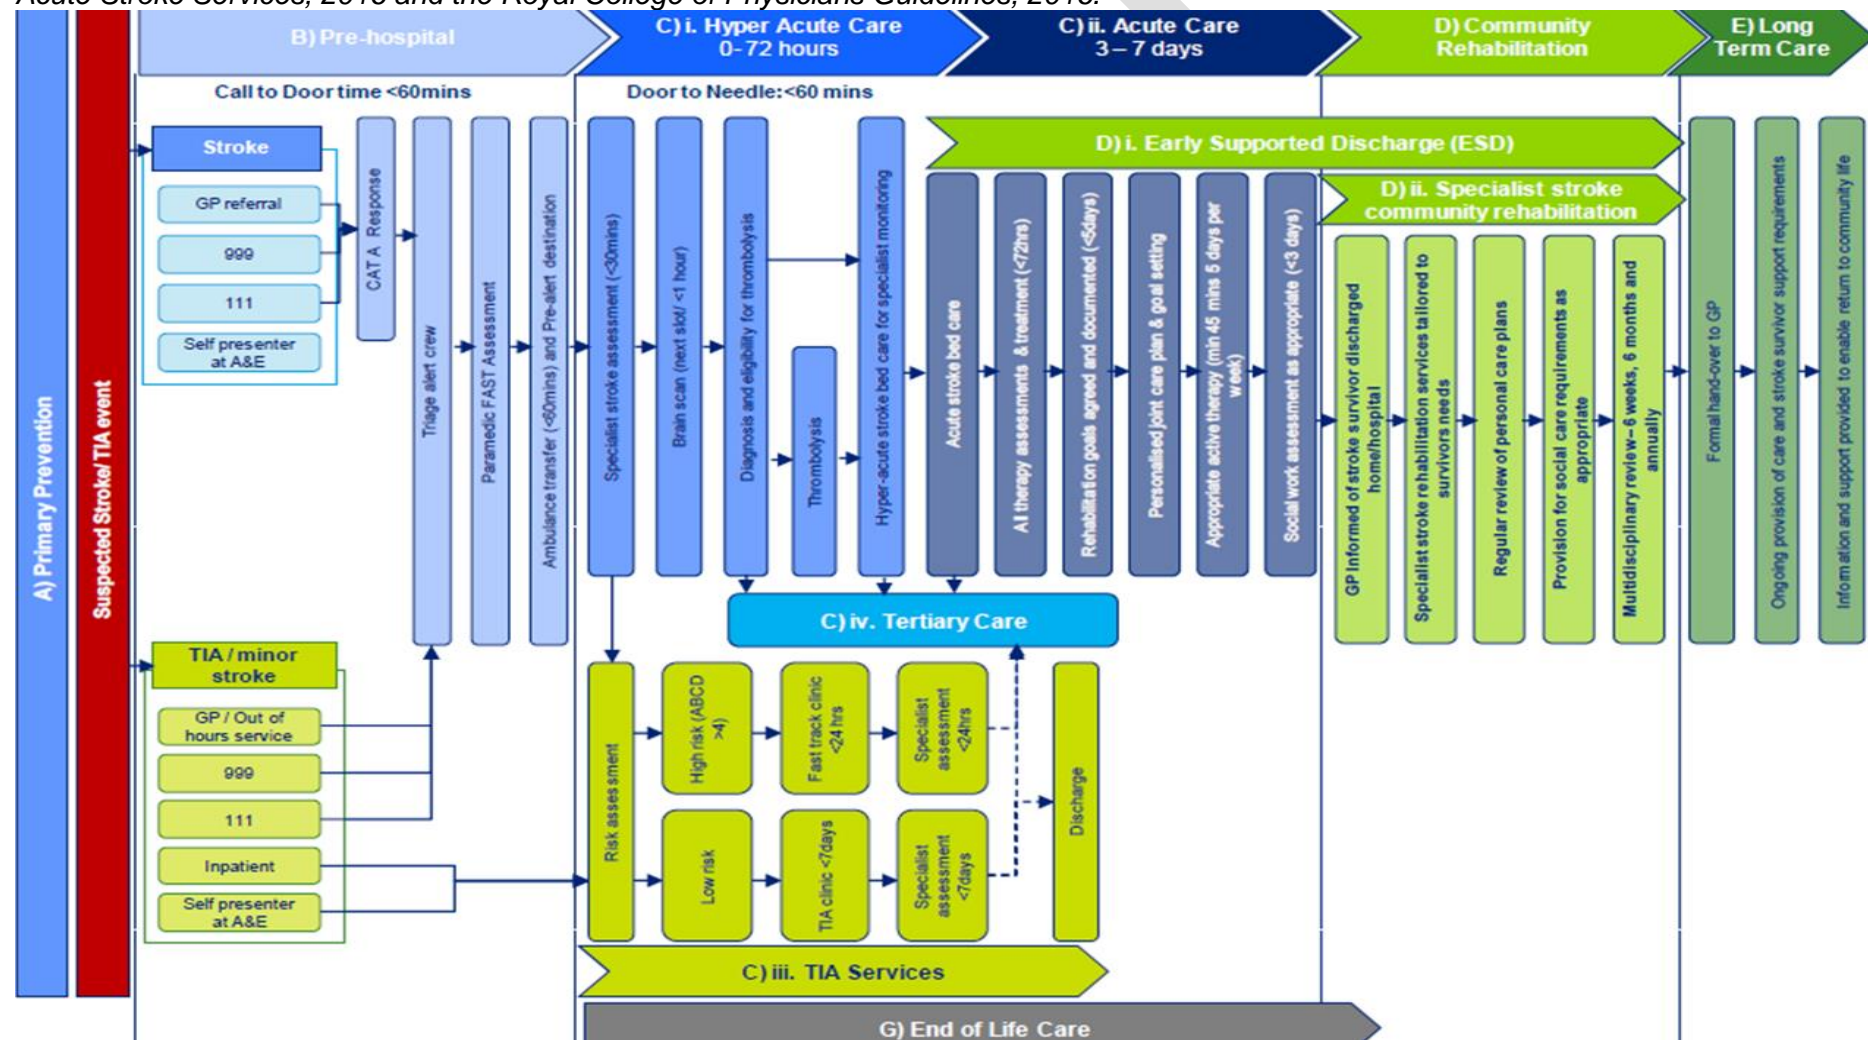 Acute Stroke Services, 2015 and the Royal College of Physicians Guidelines,
B) Pre-hospital
C) i. Hyper Acute Care
0-72 hours
C) ii. Acute Care
3 – 7 days
D) Community
Rehabilitation
E) Long
Term Care
Call to Door time <60mins
Door to Needle:<60 mins
A) Primary Prevention
Suspected Stroke/TIA event
Stroke
GP referral
999
111
Self presenter
at A&E
CAT A Response
Triage alert crew
Paramedic FAST Assessment
Ambulance transfer (<60mins) and Pre-alert destination
Specialist stroke assessment (<30mins)
Brain scan (next slot/ <1 hour)
Diagnosis and eligibility for thrombolysis
Thrombolysis
Hyper-acute stroke bed care for specialist monitoring
D) i. Early Supported Discharge (ESD)
Acute stroke bed care
All therapy assessments & treatment (<72hrs)
Rehabilitation goals agreed and documented (<5days)
Personalised joint care plan & goal setting
Appropriate active therapy (min 45 mins 5 days per
week)
Social work assessment as appropriate (<3 days)
D) ii. Specialist stroke
community rehabilitation
GP Informed of stroke survivor discharged
home/hospital
Specialist stroke rehabilitation services tailored to
survivors needs
Regular review of personal care plans
Provision for social care requirements as
appropriate
Multidisciplinary review– 6 weeks, 6 months and
annually
Formal hand-over to GP
Ongoing provision of care and stroke survivor support requirements
Information and support provided to enable return to community life
C) iv. Tertiary Care
TIA / minor
stroke
GP / Out of
hours service
999
111
Inpatient
Self presenter
at A&E
Risk assessment
High risk (ABCD
>4)
Fast track clinic
<24 hrs
Specialist
assessment
<24hrs
Low risk
TIA clinic <7days
Specialist
assessment
<7days
Discharge
C) iii. TIA Services
G) End of Life Care